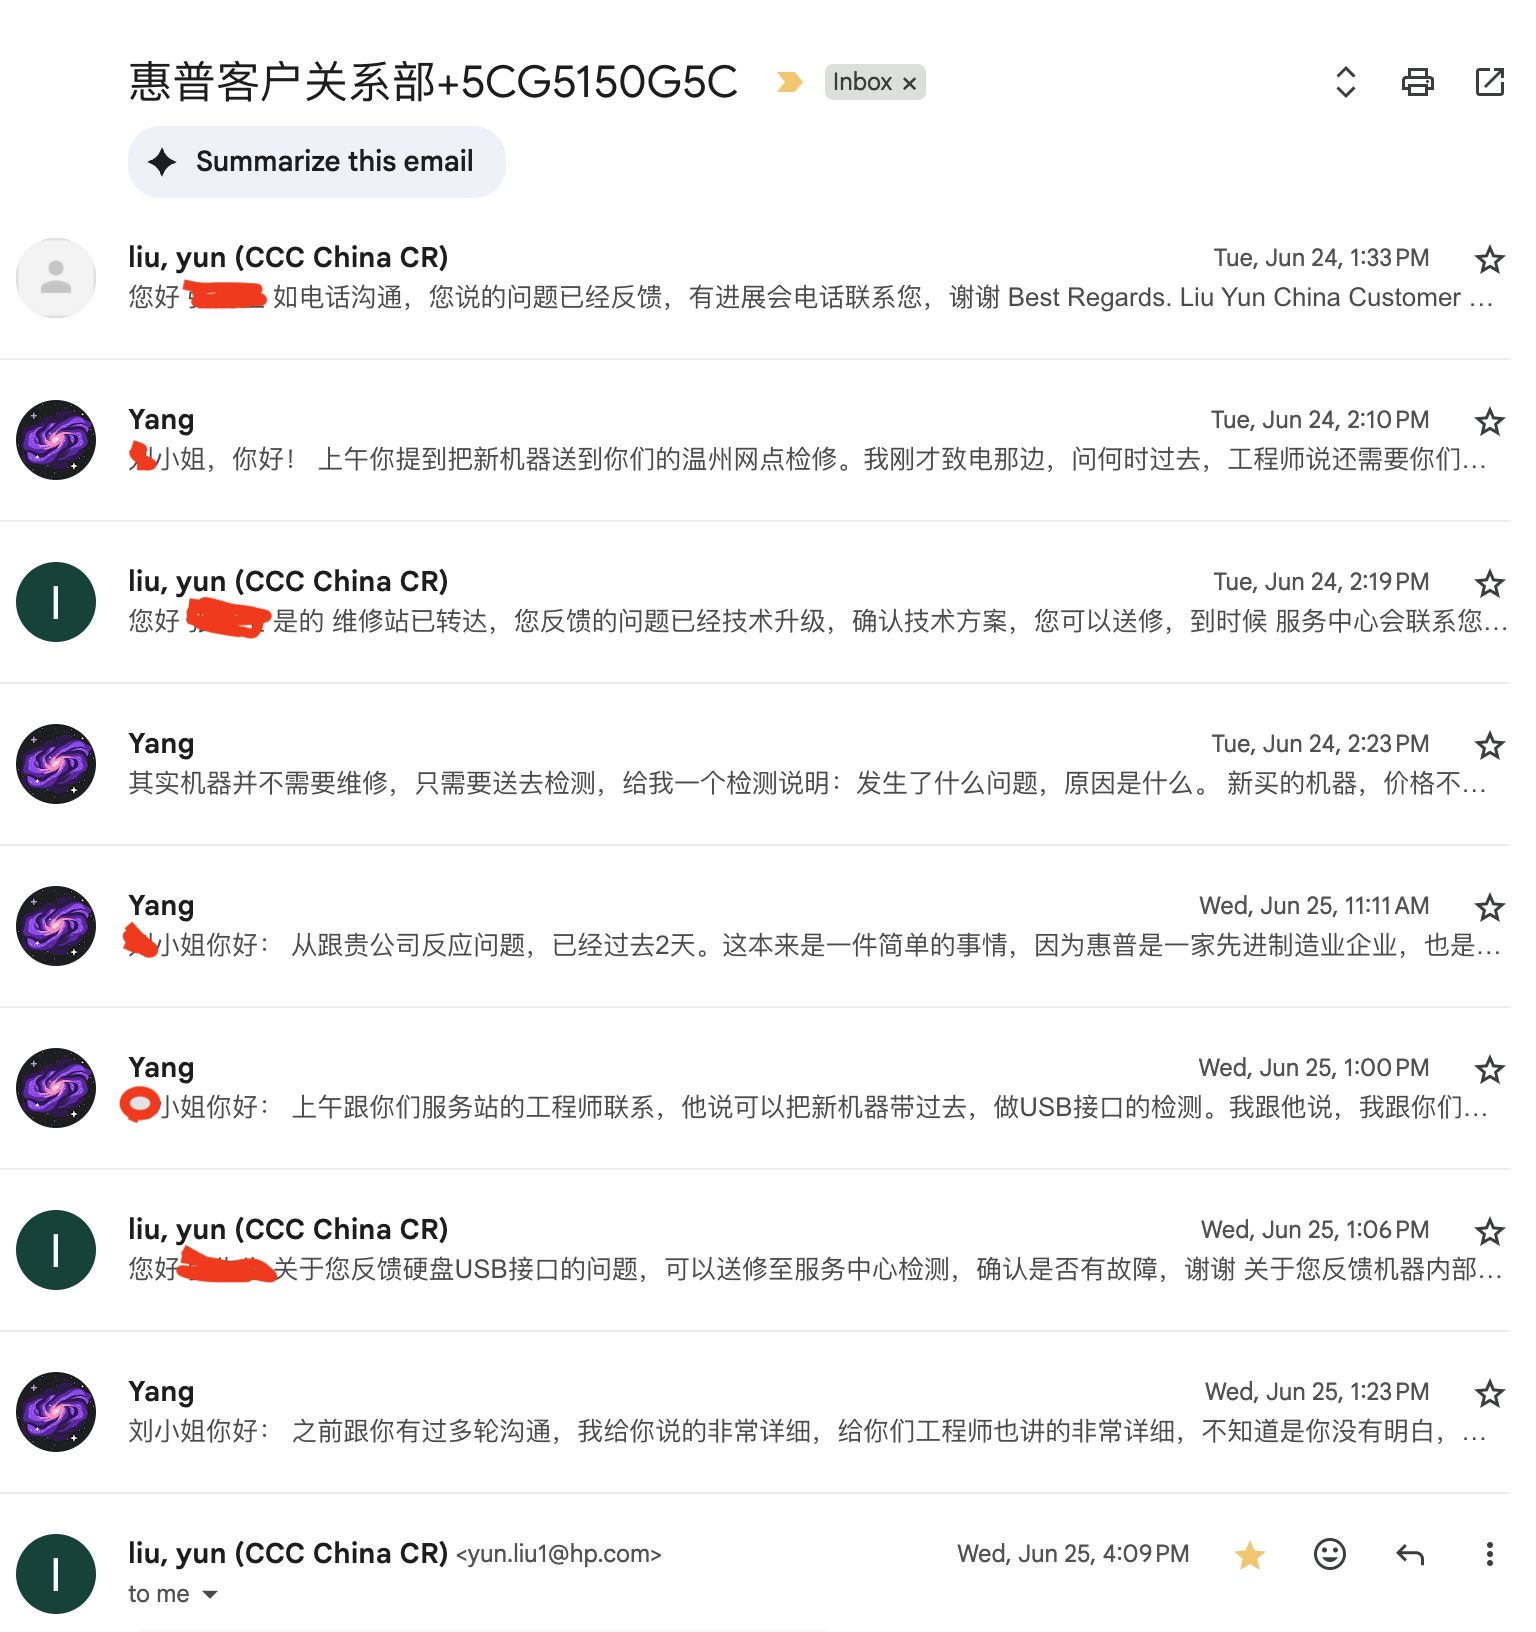 惠普客户关系部+5CG5150G5C Inbox ×
Summarize this email
liu, yun (CCC China CR) Tue, Jun 24, 1:33 PM
您好 如电话沟通，您说的问题已经反馈，有进展会电话联系您，谢谢 Best Regards. Liu Yun China Customer …
Yang Tue, Jun 24, 2:10 PM
小姐，你好！ 上午你提到把新机器送到你们的温州网点检修。我刚才致电那边，问何时过去，工程师说还需要你们…
liu, yun (CCC China CR) Tue, Jun 24, 2:19 PM
您好 是的 维修站已转达，您反馈的问题已经技术升级，确认技术方案，您可以送修，到时候 服务中心会联系您…
Yang Tue, Jun 24, 2:23 PM
其实机器并不需要维修，只需要送去检测，给我一个检测说明：发生了什么问题，原因是什么。 新买的机器，价格不…
Yang Wed, Jun 25, 11:11 AM
小姐你好： 从跟贵公司反应问题，已经过去2天。这本来是一件简单的事情，因为惠普是一家先进制造业企业，也是…
Yang Wed, Jun 25, 1:00 PM
小姐你好： 上午跟你们服务站的工程师联系，他说可以把新机器带过去，做USB接口的检测。我跟他说，我跟你们…
liu, yun (CCC China CR) Wed, Jun 25, 1:06 PM
您好 关于您反馈硬盘USB接口的问题，可以送修至服务中心检测，确认是否有故障，谢谢 关于您反馈机器内部…
Yang Wed, Jun 25, 1:23 PM
刘小姐你好： 之前跟你有过多轮沟通，我给你说的非常详细，给你们工程师也讲的非常详细，不知道是你没有明白，…
l liu, yun (CCC China CR) <yun.liu1@hp.com> Wed, Jun 25, 4:09 PM
to me